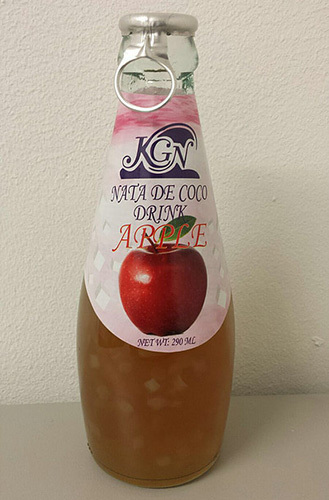 KGN
NATA DE COCO
DRINK
APPLE
NET WT: 290 ML